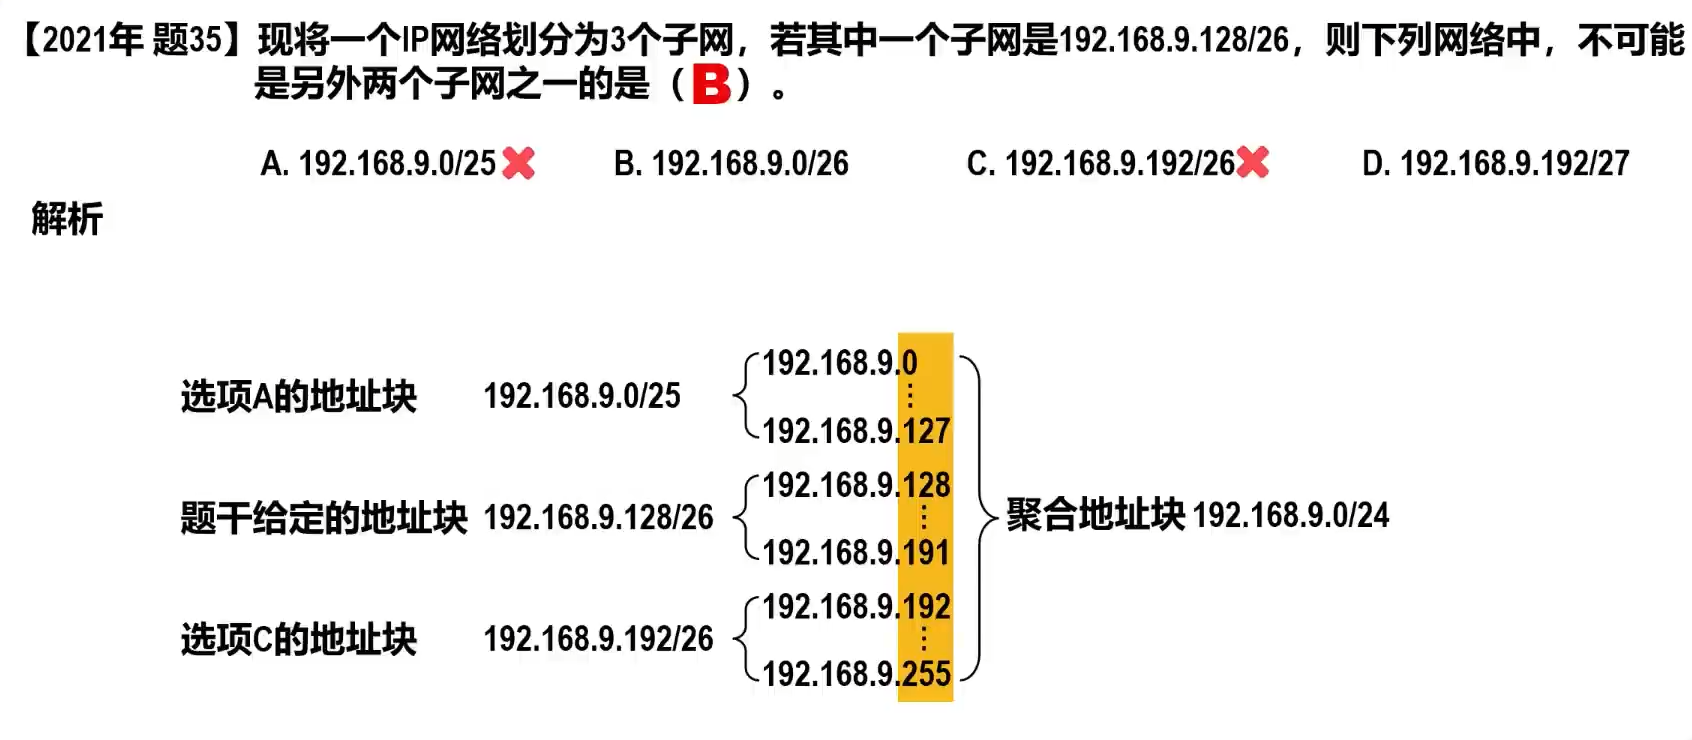 【2021年 题35】现将一个IP网络划分为3个子网，若其中一个子网是192.168.9.128/26，则下列网络中，不可能
是另外两个子网之一的是（B）。
A. 192.168.9.0/25 B. 192.168.9.0/26 C. 192.168.9.192/26 D. 192.168.9.192/27
解析
192.168.9.0
选项A的地址块 192.168.9.0/25
192.168.9.127
192.168.9.128
题干给定的地址块 192.168.9.128/26
聚合地址块 192.168.9.0/24
192.168.9.191
192.168.9.192
选项C的地址块 192.168.9.192/26
192.168.9.255